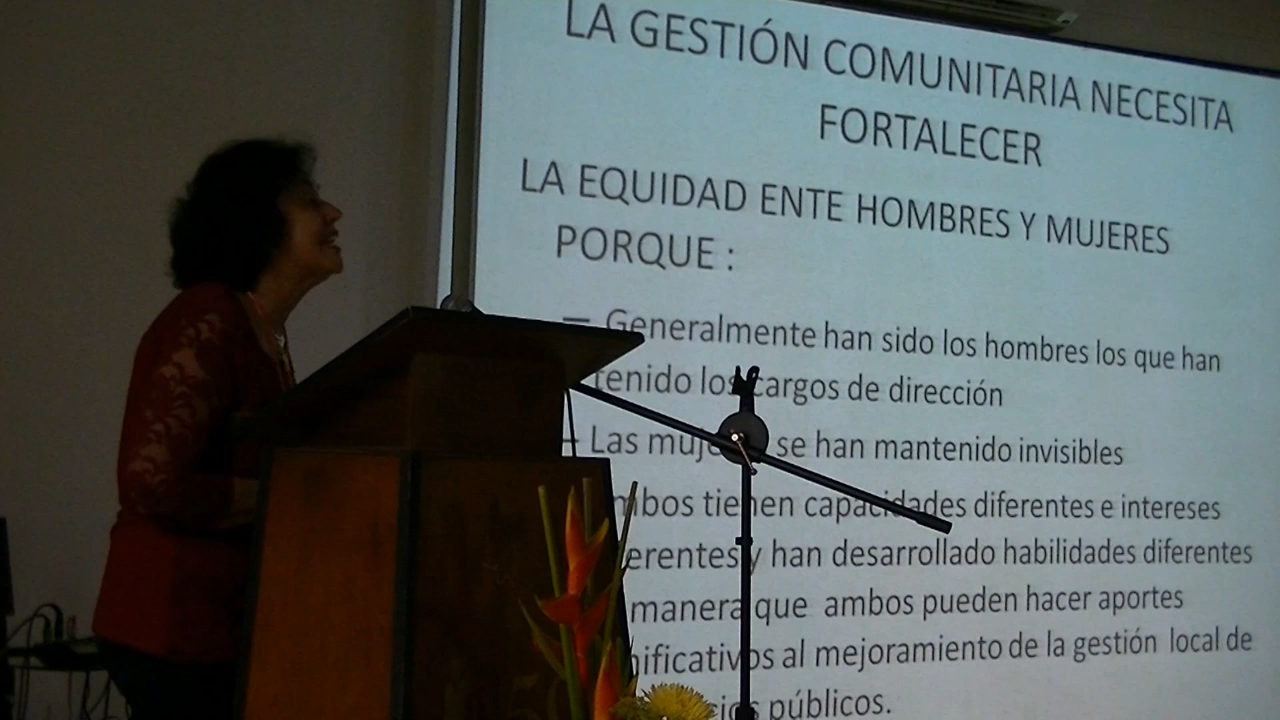 LA GESTIÓN COMUNITARIA NECESITA
FORTALECER
LA EQUIDAD ENTE HOMBRES Y MUJERES
PORQUE :
— Generalmente han sido los hombres los que han
tenido los cargos de dirección
– Las se han mantenido invisibles
tienen capacidades diferentes e intereses
y han desarrollado habilidades diferentes
manera que ambos pueden hacer aportes
al mejoramiento de la gestión local de
públicos.